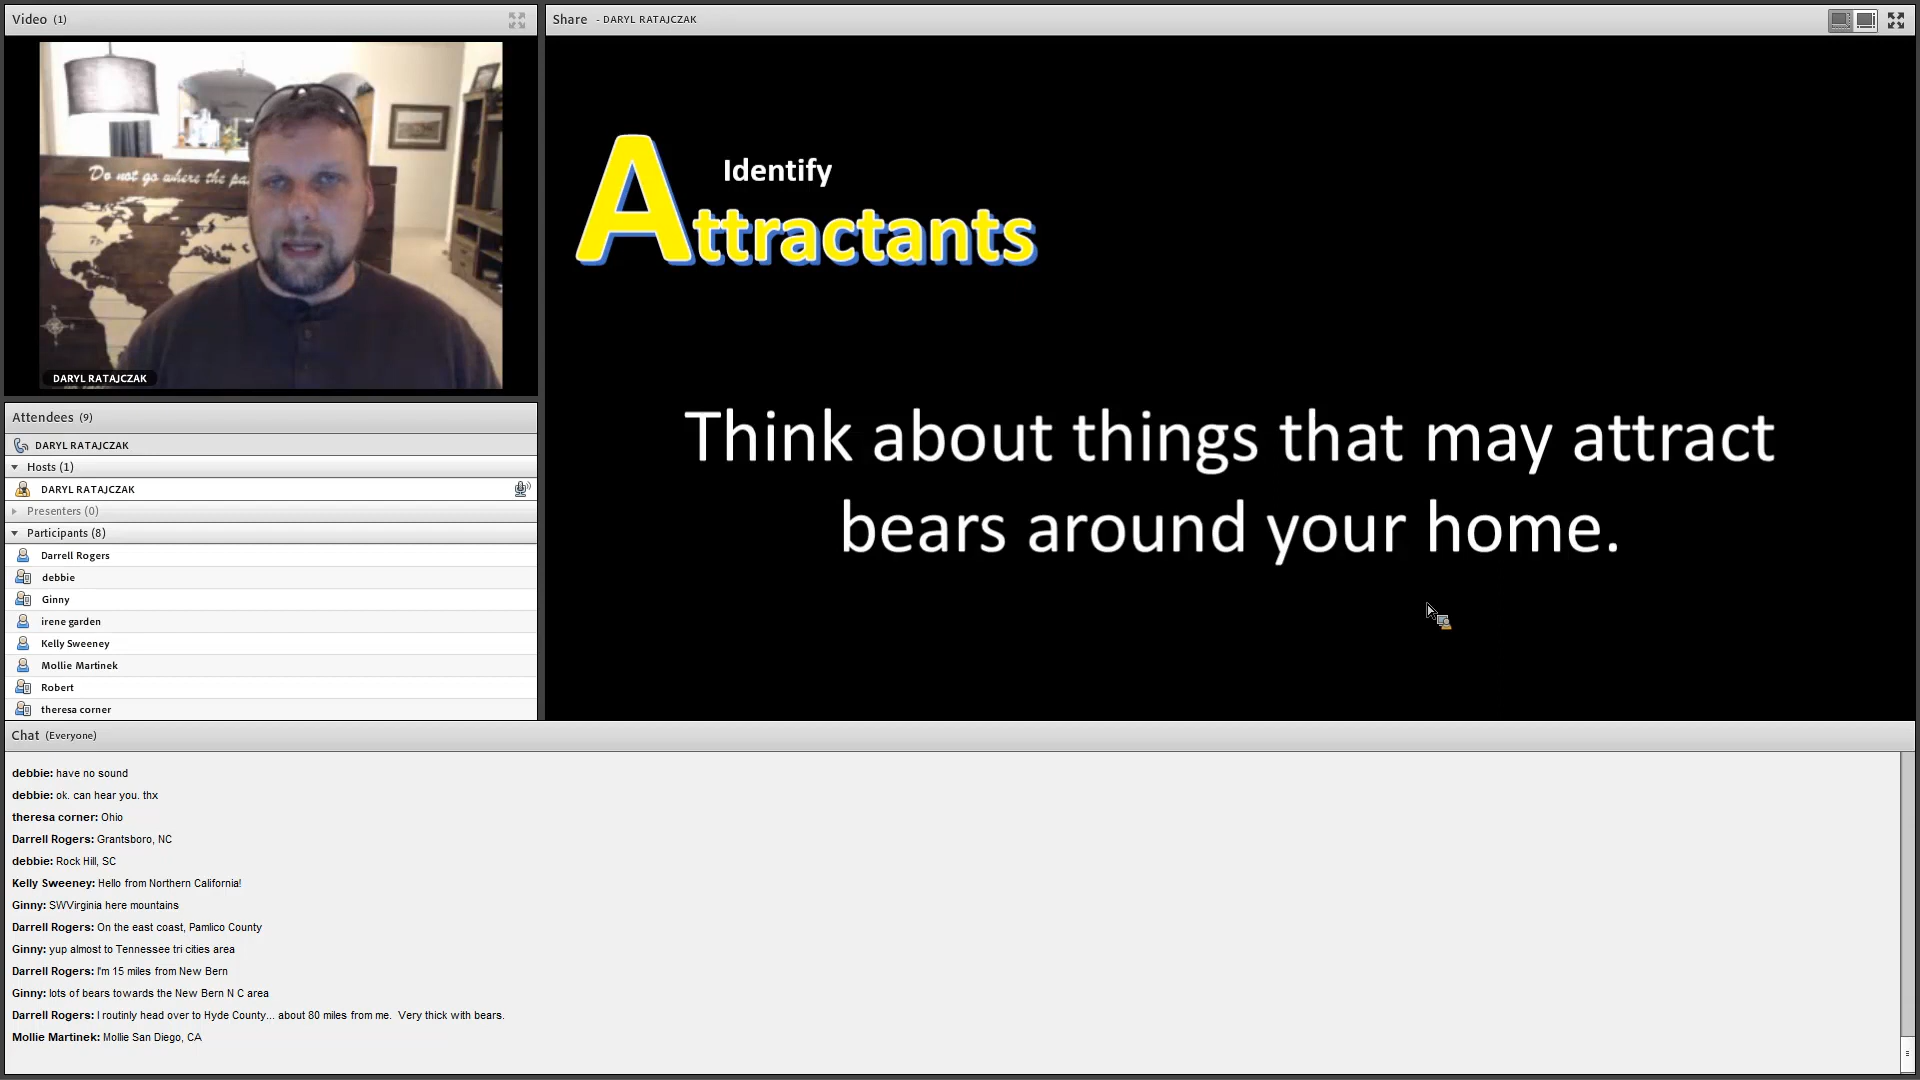 Video (1)
Do not go where the pa
DARYL RATAJCZAK
Attendees (9)
DARYL RATAJCZAK
Hosts (1)
DARYL RATAJCZAK
Presenters (0)
Participants (8)
Darrell Rogers
debbie
Ginny
irene garden
Kelly Sweeney
Mollie Martinek
Robert
theresa corner
Share - DARYL RATAJCZAK
Identify
Attractants
Think about things that may attract
bears around your home.
Chat (Everyone)
debbie: have no sound
debbie: ok. can hear you. thx
theresa corner: Ohio
Darrell Rogers: Grantsboro, NC
debbie: Rock Hill, SC
Kelly Sweeney: Hello from Northern California!
Ginny: SWVirginia here mountains
Darrell Rogers: On the east coast, Pamlico County
Ginny: yup almost to Tennessee tri cities area
Darrell Rogers: I'm 15 miles from New Bern
Ginny: lots of bears towards the New Bern N C area
Darrell Rogers: I routinly head over to Hyde County... about 80 miles from me.  Very thick with bears.
Mollie Martinek: Mollie San Diego, CA